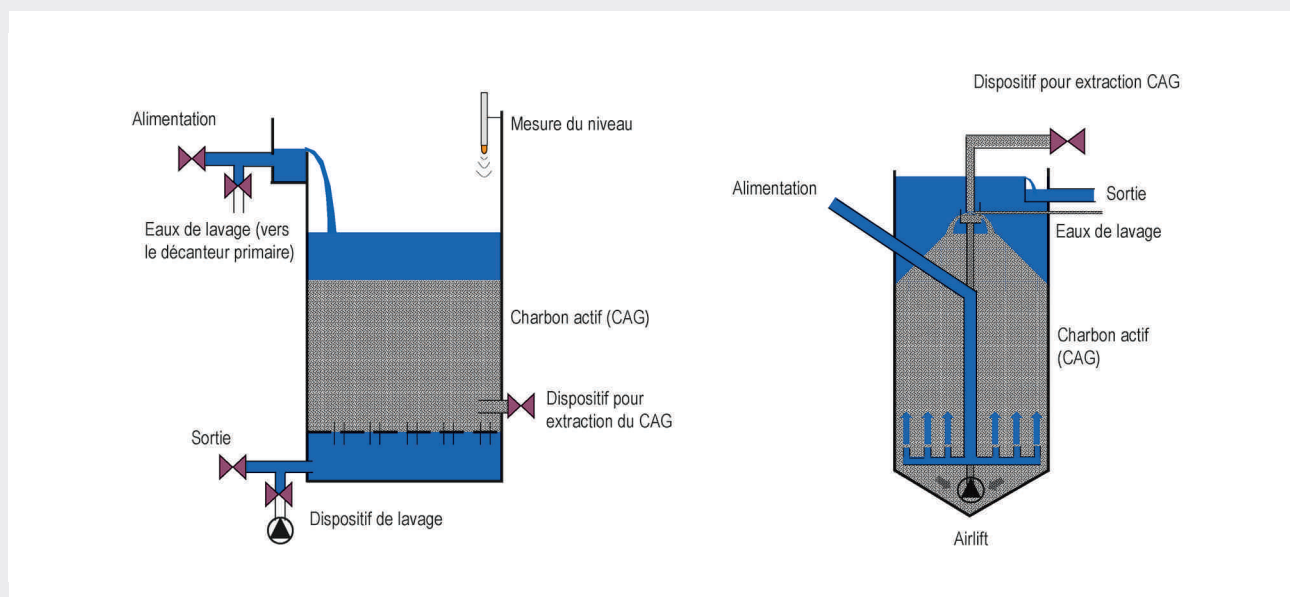 Alimentation
Mesure du niveau
Eaux de lavage (vers
le décanteur primaire)
Charbon actif (CAG)
Dispositif pour
extraction du CAG
Sortie
Dispositif de lavage
Dispositif pour extraction CAG
Alimentation
Sortie
Eaux de lavage
Charbon actif
(CAG)
Airlift